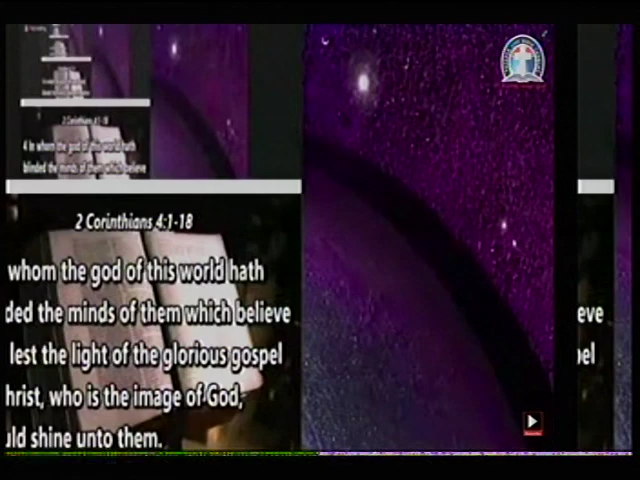 2 Corinthians 4:1-18
4 In whom the god of this world hath
blinded the minds of them which believe
2 Corinthians 4:1-18
whom the god of this world hath
ded the minds of them which believe
lest the light of the glorious gospel
hrist, who is the image of God,
uld shine unto them.
eve
pel